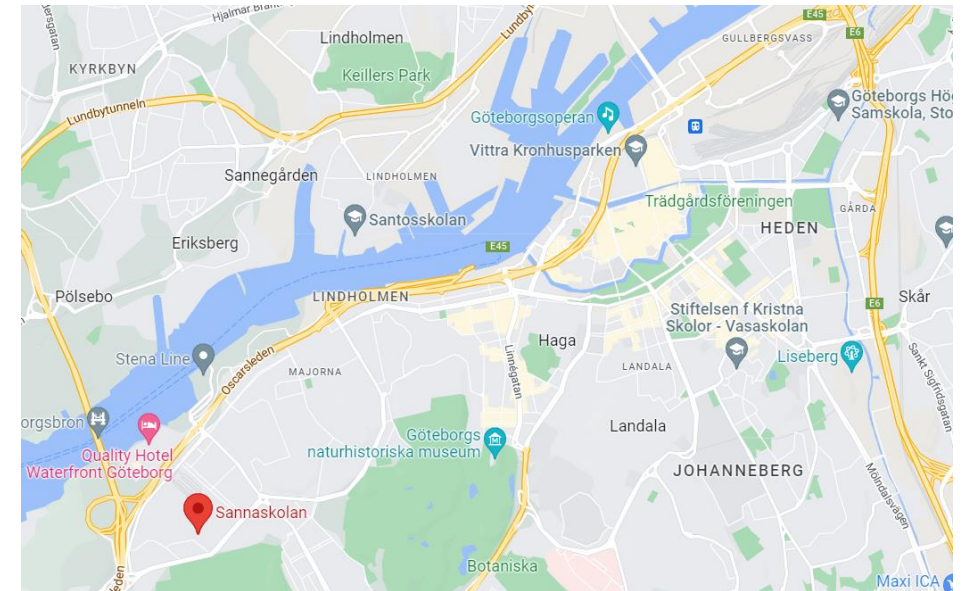 Hjalmar Bran
ersgatan
Lindholmen
Lundby
E45
GULLBERGSVASS
E6
KYRKBYN
Keillers Park
Lundbytunneln
Göteborgs Hög
Samskola, Sto
Göteborgsoperan
Vittra Kronhusparken
Sannegården
LINDHOLMEN
Trädgårdsföreningen
GÅRDA
Santosskolan
HEDEN
Eriksberg
E45
Pölsebo
LINDHOLMEN
E6
Skår
Stiftelsen f Kristna
Skolor - Vasaskolan
Haga
Stena Line
Oscarsleden
MAJORNA
Linnégatan
LANDALA
Liseberg
Sankt Sigfridsgatan
orgsbron
Göteborgs
naturhistoriska museum
Landala
Quality Hotel
Waterfront Göteborg
JOHANNEBERG
Mölndalsvägen
Sannaskolan
Botaniska
leden
Maxi ICA